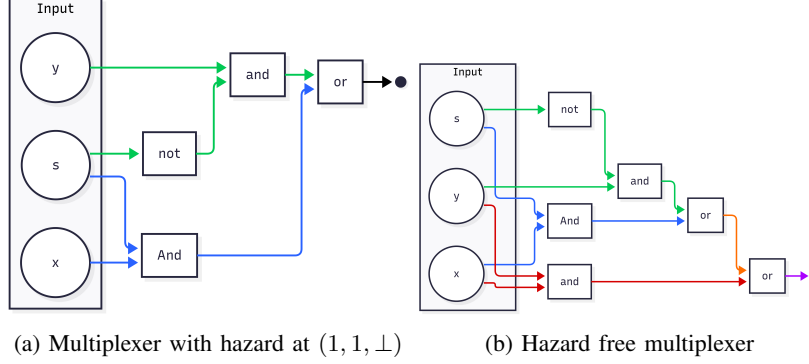 Input
y
and
or
s
not
x
And
(a) Multiplexer with hazard at (1, 1, ⊥)
Input
s
not
y
and
And
or
x
and
or
(b) Hazard free multiplexer